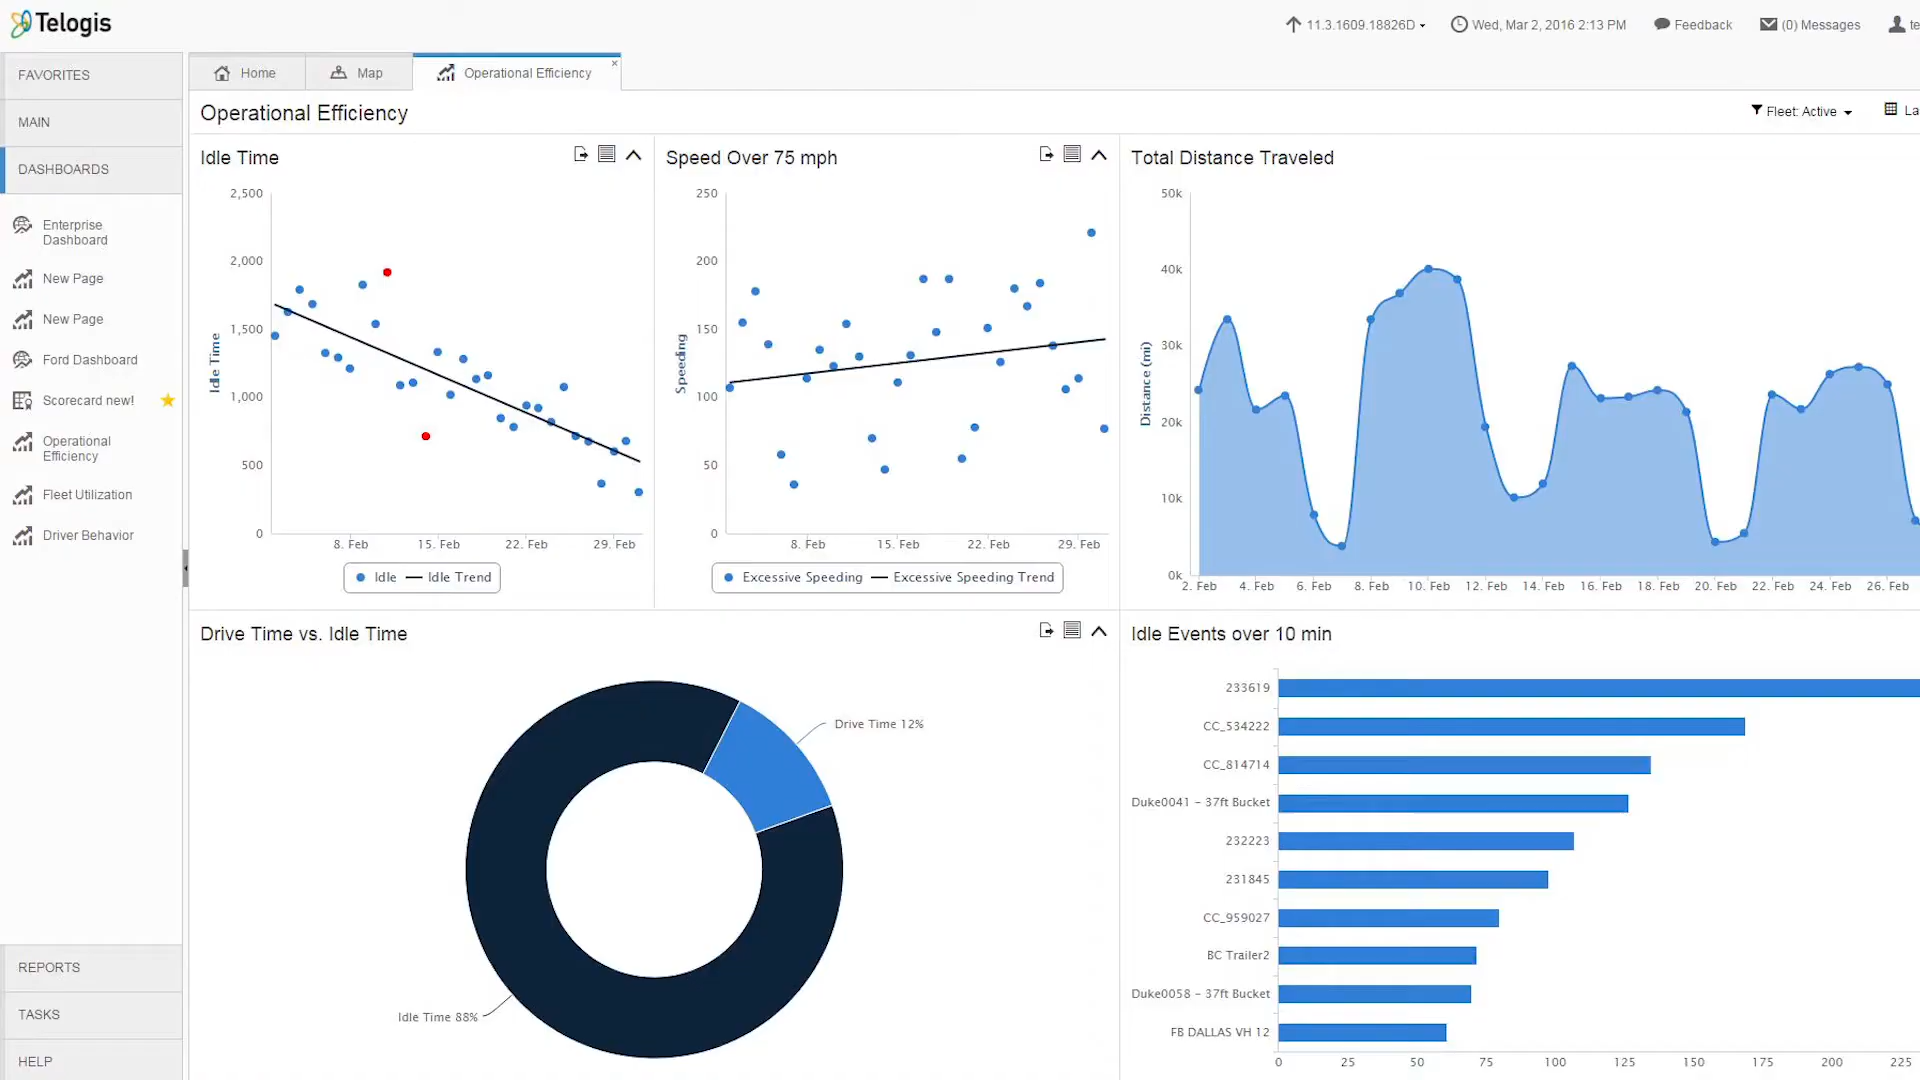 Telogis
11.3.1609.18826D
Wed, Mar 2, 2016 2:13 PM
Feedback
(0) Messages
te
FAVORITES
MAIN
DASHBOARDS
Enterprise
Dashboard
New Page
New Page
Ford Dashboard
Scorecard new!
Operational
Efficiency
Fleet Utilization
Driver Behavior
REPORTS
TASKS
HELP
Home
Map
Operational Efficiency
Operational Efficiency
Fleet: Active
La
Idle Time
2,500
2,000
1,500
1,000
500
0
Idle Time
8. Feb 15. Feb 22. Feb 29. Feb
Idle Idle Trend
Speed Over 75 mph
250
200
150
100
50
0
Speeding
8. Feb 15. Feb 22. Feb 29. Feb
Excessive Speeding Excessive Speeding Trend
Total Distance Traveled
50k
40k
30k
20k
10k
0k
Distance (mi)
2. Feb 4. Feb 6. Feb 8. Feb 10. Feb 12. Feb 14. Feb 16. Feb 18. Feb 20. Feb 22. Feb 24. Feb 26. Feb
Drive Time vs. Idle Time
Drive Time 12%
Idle Time 88%
Idle Events over 10 min
233619
CC_534222
CC_814714
Duke0041 - 37ft Bucket
232223
231845
CC_959027
BC Trailer2
Duke0058 - 37ft Bucket
FB DALLAS VH 12
0 25 50 75 100 125 150 175 200 225